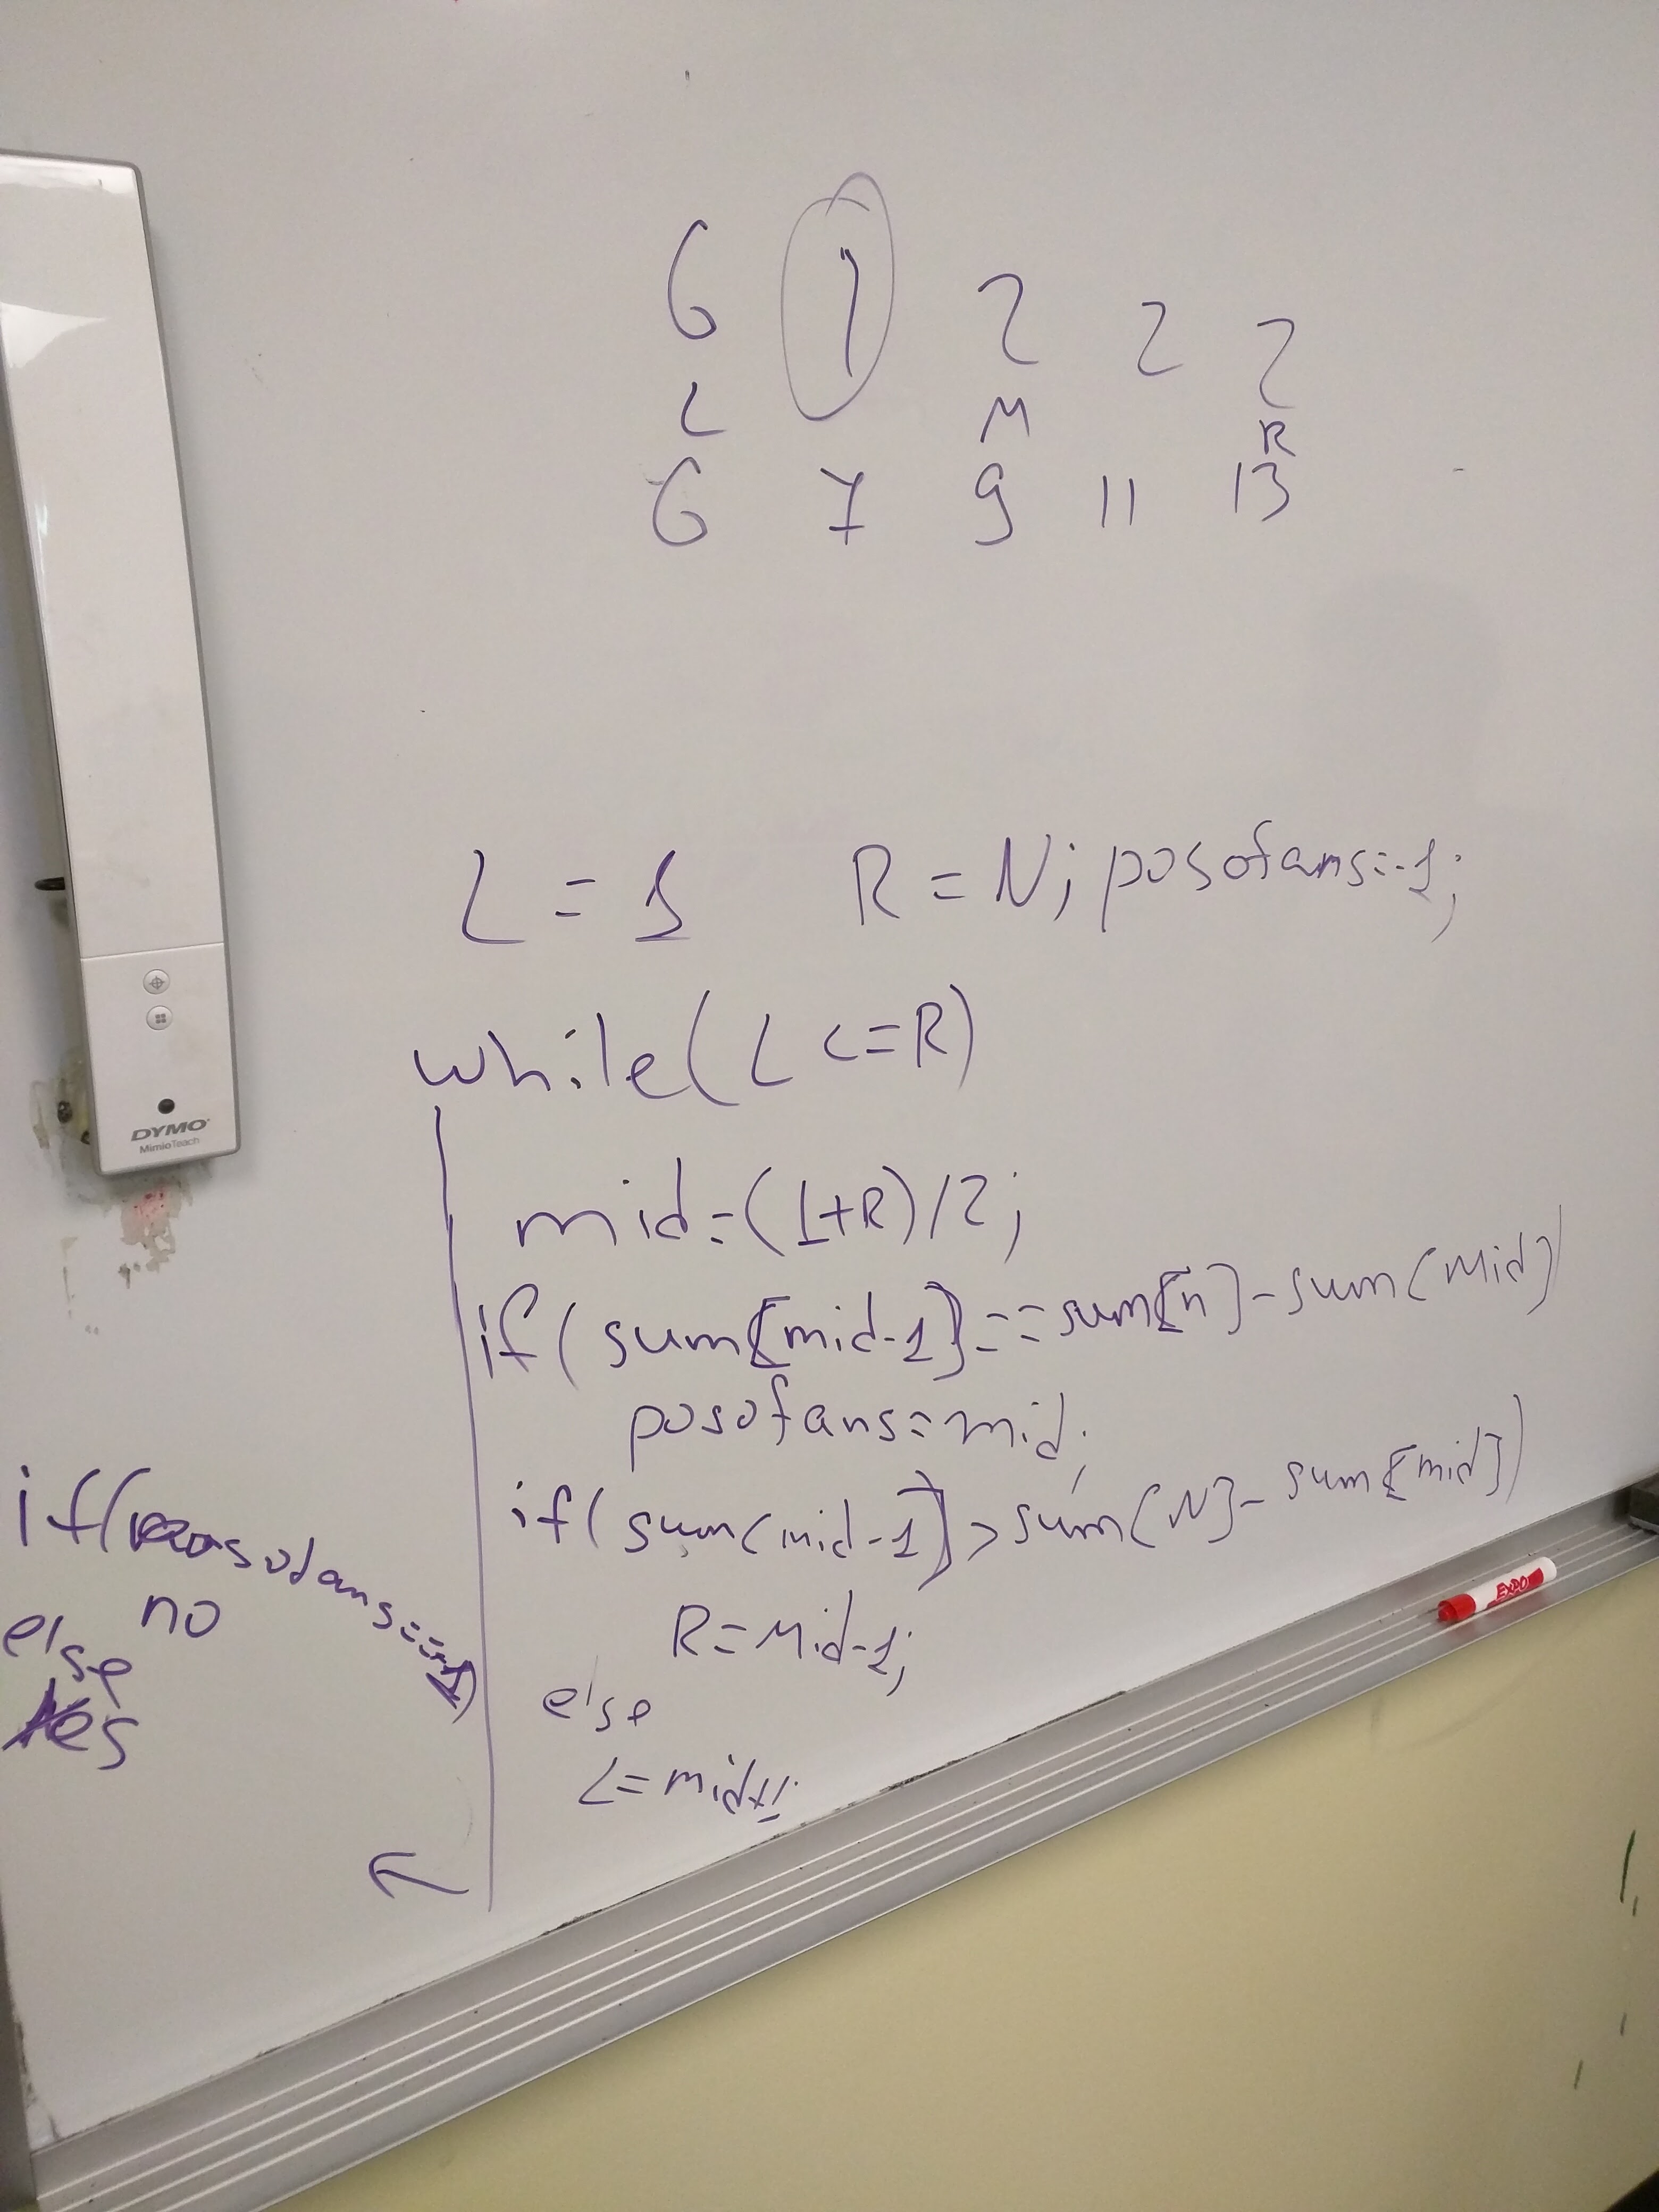 6 1 2 2 2
L M R
6 7 9 11 13
L = 1 R = N; posofans=-1;
while(L <=R)
mid=(1+R)/2;
if(sum[mid-1]==sum[n]-sum(mid]
posofans=mid;
if(sum(mid-1]>sum(N]-sum[mid])
R=Mid-1;
else
L=mid+1;
if(posofans==-1)
no
else
Yes
DYMO
MimioTeach
EXPO